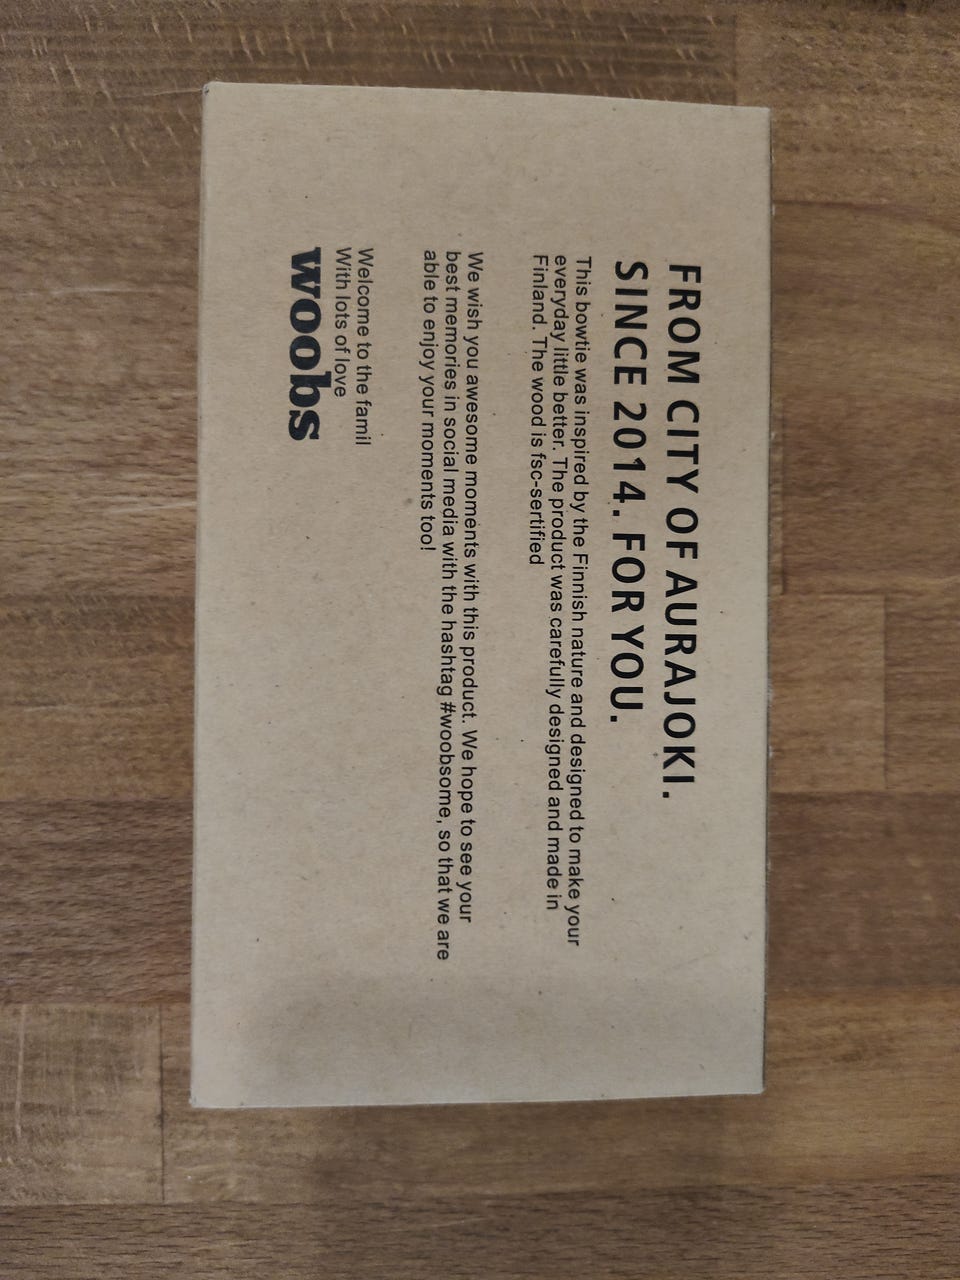 FROM CITY OF AURAJOKI.
SINCE 2014. FOR YOU.
This bowtie was inspired by the Finnish nature and designed to make your
everyday little better. The product was carefully designed and made in
Finland. The wood is fsc-sertified
We wish you awesome moments with this product. We hope to see your
best memories in social media with the hashtag #woobsome, so that we are
able to enjoy your moments too!
Welcome to the famil
With lots of love
woobs